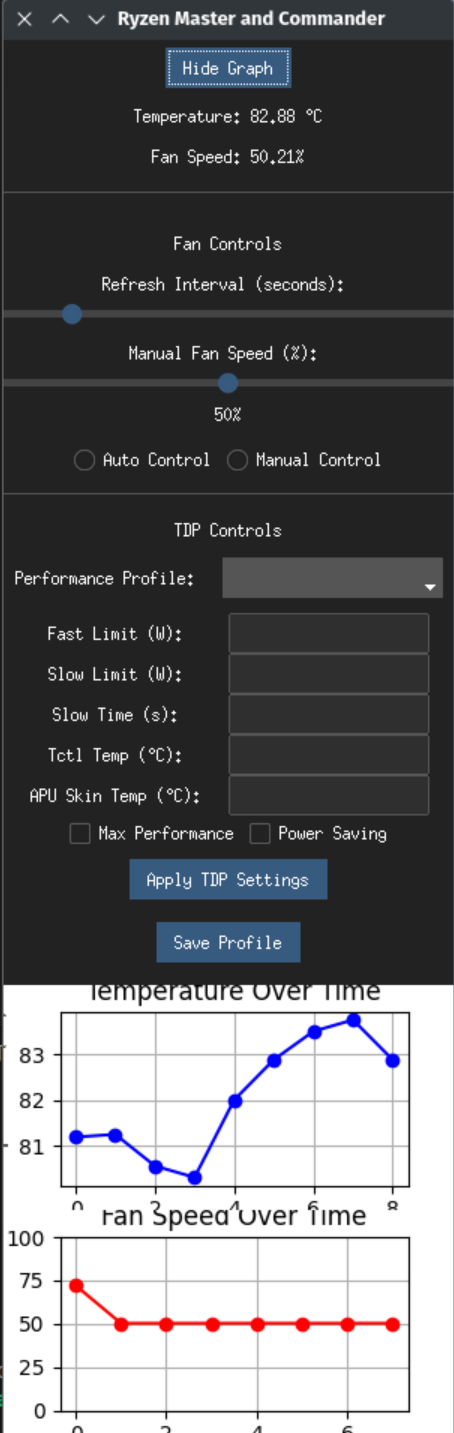 Ryzen Master and Commander
Hide Graph
Temperature: 82.88 °C
Fan Speed: 50.21%
Fan Controls
Refresh Interval (seconds):
Manual Fan Speed (%):
50%
Auto Control Manual Control
TDP Controls
Performance Profile:
Fast Limit (W):
Slow Limit (W):
Slow Time (s):
Tctl Temp (°C):
APU Skin Temp (°C):
Max Performance Power Saving
Apply TDP Settings
Save Profile
Temperature Over Time
83
82
81
0 2 4 6 8
Fan Speed Over Time
100
75
50
25
0
0 2 4 6